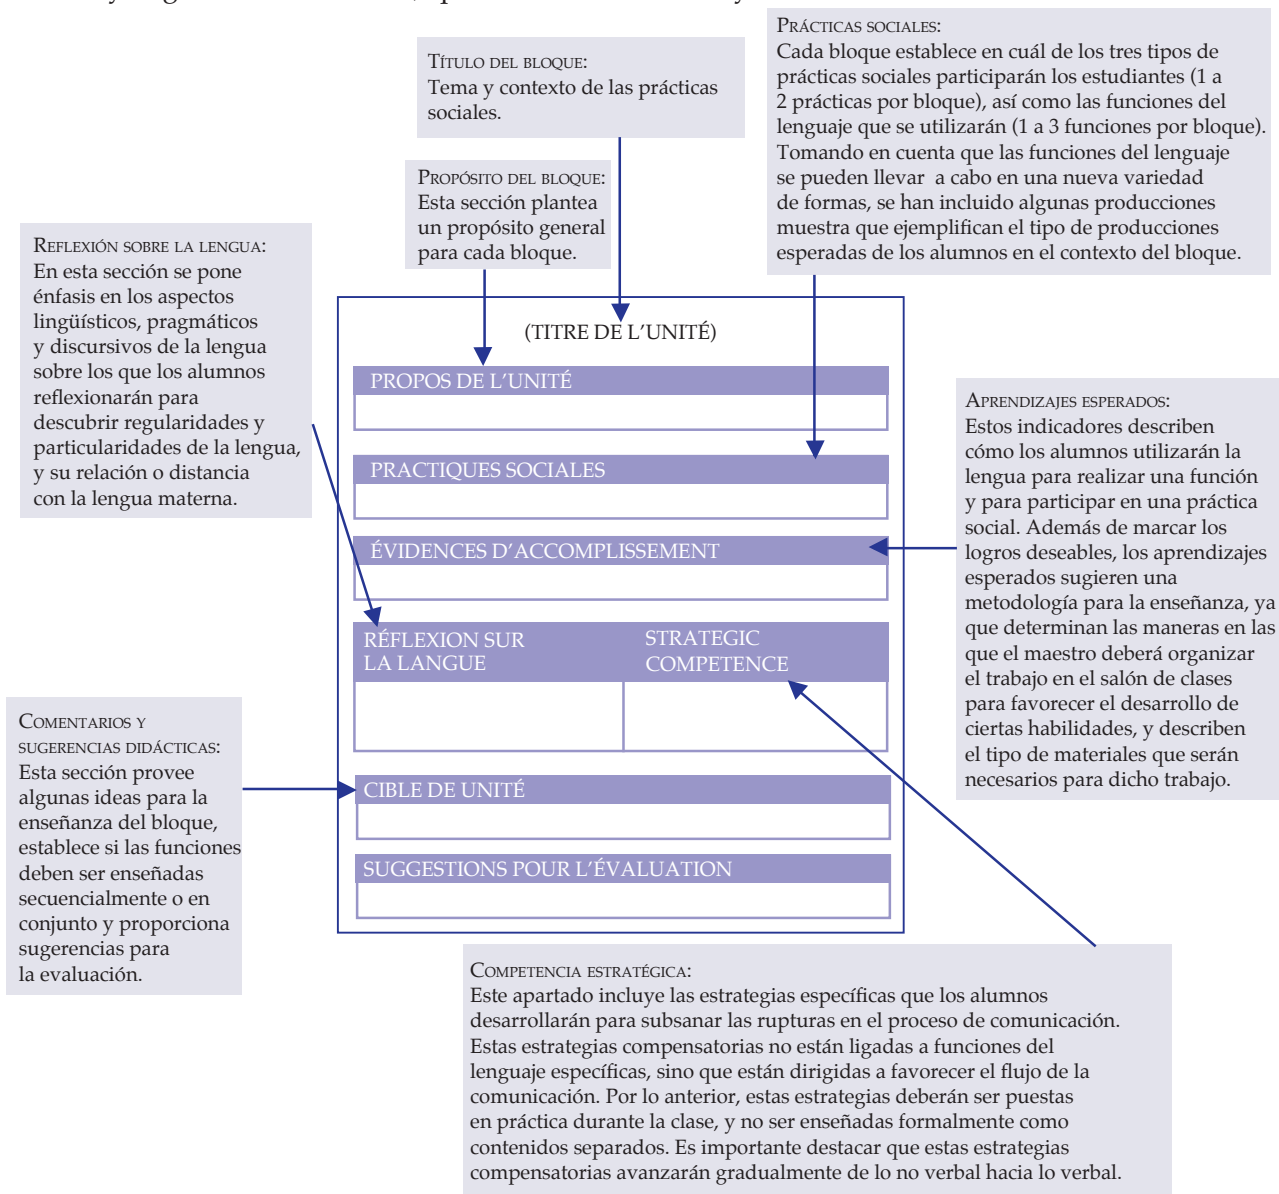 PRÁCTICAS SOCIALES:
Cada bloque establece en cuál de los tres tipos de
prácticas sociales participarán los estudiantes (1 a
2 prácticas por bloque), así como las funciones del
lenguaje que se utilizarán (1 a 3 funciones por bloque).
Tomando en cuenta que las funciones del lenguaje
se pueden llevar a cabo en una nueva variedad
de formas, se han incluido algunas producciones
muestra que ejemplifican el tipo de producciones
esperadas de los alumnos en el contexto del bloque.
TÍTULO DEL BLOQUE:
Tema y contexto de las prácticas
sociales.
PROPÓSITO DEL BLOQUE:
Esta sección plantea
un propósito general
para cada bloque.
REFLEXIÓN SOBRE LA LENGUA:
En esta sección se pone
énfasis en los aspectos
lingüísticos, pragmáticos
y discursivos de la lengua
sobre los que los alumnos
reflexionarán para
descubrir regularidades y
particularidades de la lengua,
y su relación o distancia
con la lengua materna.
(TITRE DE L'UNITÉ)
PROPOS DE L'UNITÉ
PRACTIQUES SOCIALES
ÉVIDENCES D'ACCOMPLISSEMENT
RÉFLEXION SUR
LA LANGUE
STRATEGIC
COMPETENCE
CIBLE DE UNITÉ
SUGGESTIONS POUR L'ÉVALUATION
APRENDIZAJES ESPERADOS:
Estos indicadores describen
cómo los alumnos utilizarán la
lengua para realizar una función
y para participar en una práctica
social. Además de marcar los
logros deseables, los aprendizajes
esperados sugieren una
metodología para la enseñanza, ya
que determinan las maneras en las
que el maestro deberá organizar
el trabajo en el salón de clases
para favorecer el desarrollo de
ciertas habilidades, y describen
el tipo de materiales que serán
necesarios para dicho trabajo.
COMENTARIOS Y
SUGERENCIAS DIDÁCTICAS:
Esta sección provee
algunas ideas para la
enseñanza del bloque,
establece si las funciones
deben ser enseñadas
secuencialmente o en
conjunto y proporciona
sugerencias para
la evaluación.
COMPETENCIA ESTRATÉGICA:
Este apartado incluye las estrategias específicas que los alumnos
desarrollarán para subsanar las rupturas en el proceso de comunicación.
Estas estrategias compensatorias no están ligadas a funciones del
lenguaje específicas, sino que están dirigidas a favorecer el flujo de la
comunicación. Por lo anterior, estas estrategias deberán ser puestas
en práctica durante la clase, y no ser enseñadas formalmente como
contenidos separados. Es importante destacar que estas estrategias
compensatorias avanzarán gradualmente de lo no verbal hacia lo verbal.